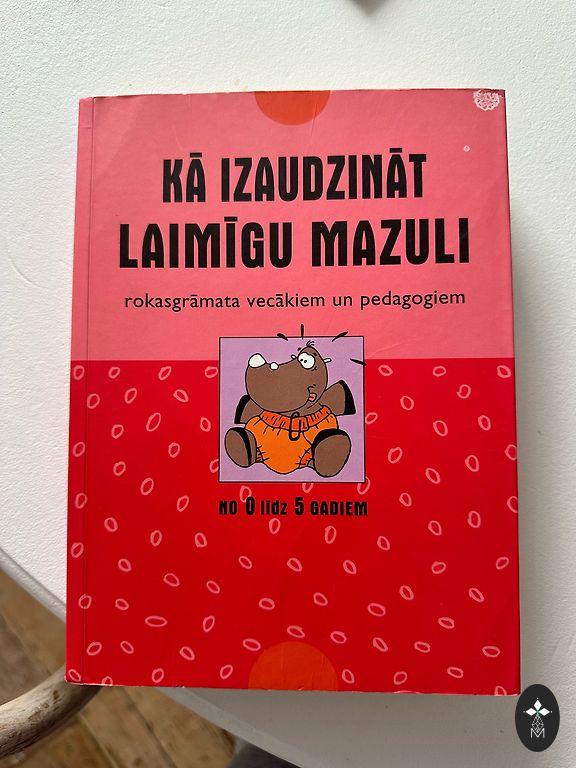 KĀ IZAUDZINĀT
LAIMĪGU MAZULI
rokasgrāmata vecākiem un pedagogiem
NO 0 līdz 5 GADIEM
M